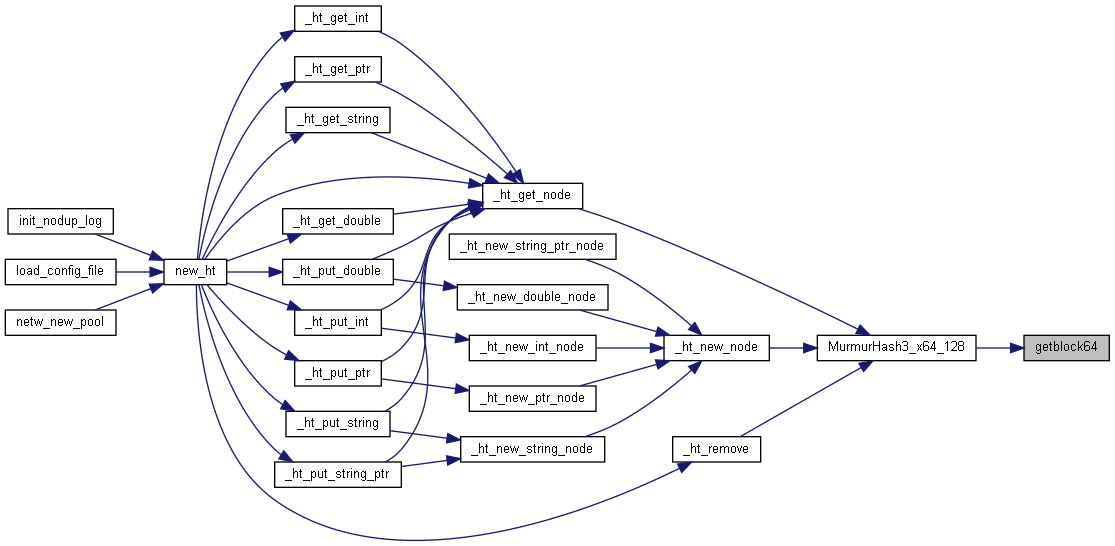 _ht_get_int
_ht_get_ptr
_ht_get_string
_ht_get_node
init_nodup_log
_ht_get_double
_ht_new_string_ptr_node
load_config_file
new_ht
_ht_put_double
_ht_new_double_node
netw_new_pool
_ht_put_int
_ht_new_int_node
_ht_new_node
MurmurHash3_x64_128
getblock64
_ht_put_ptr
_ht_new_ptr_node
_ht_put_string
_ht_new_string_node
_ht_remove
_ht_put_string_ptr